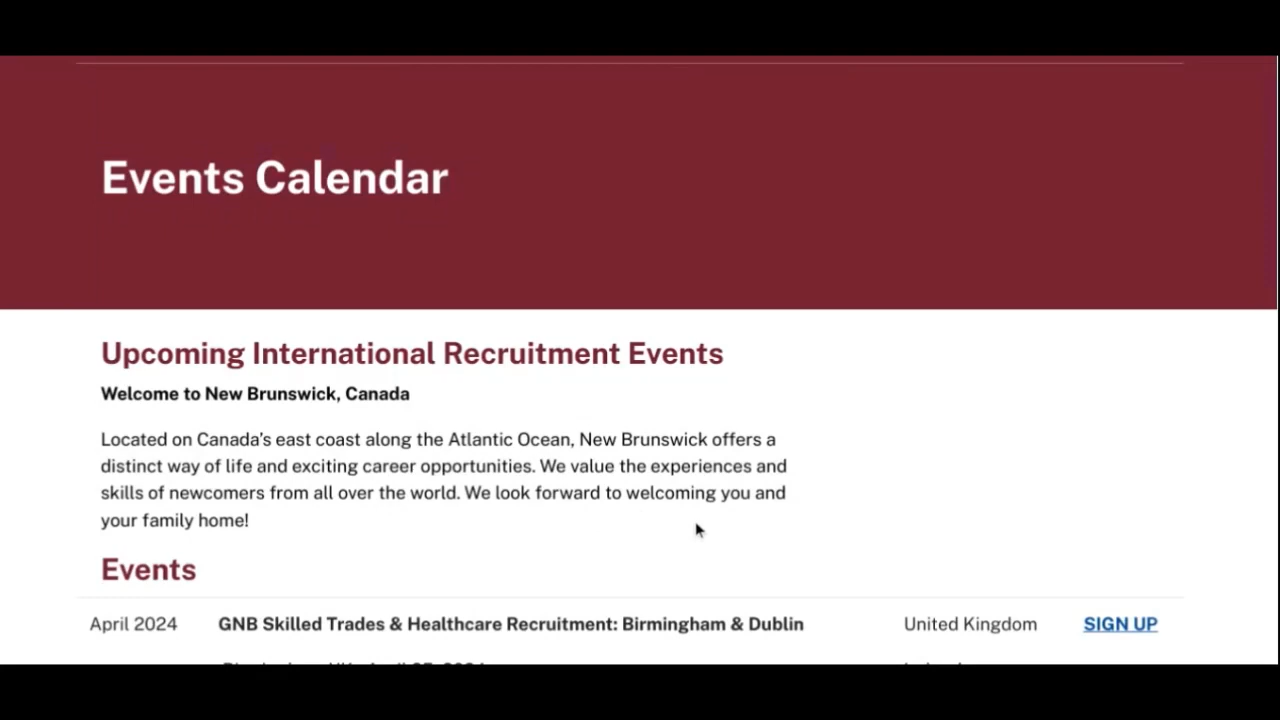 Events Calendar
Upcoming International Recruitment Events
Welcome to New Brunswick, Canada
Located on Canada's east coast along the Atlantic Ocean, New Brunswick offers a
distinct way of life and exciting career opportunities. We value the experiences and
skills of newcomers from all over the world. We look forward to welcoming you and
your family home!
Events
April 2024 GNB Skilled Trades & Healthcare Recruitment: Birmingham & Dublin United Kingdom SIGN UP